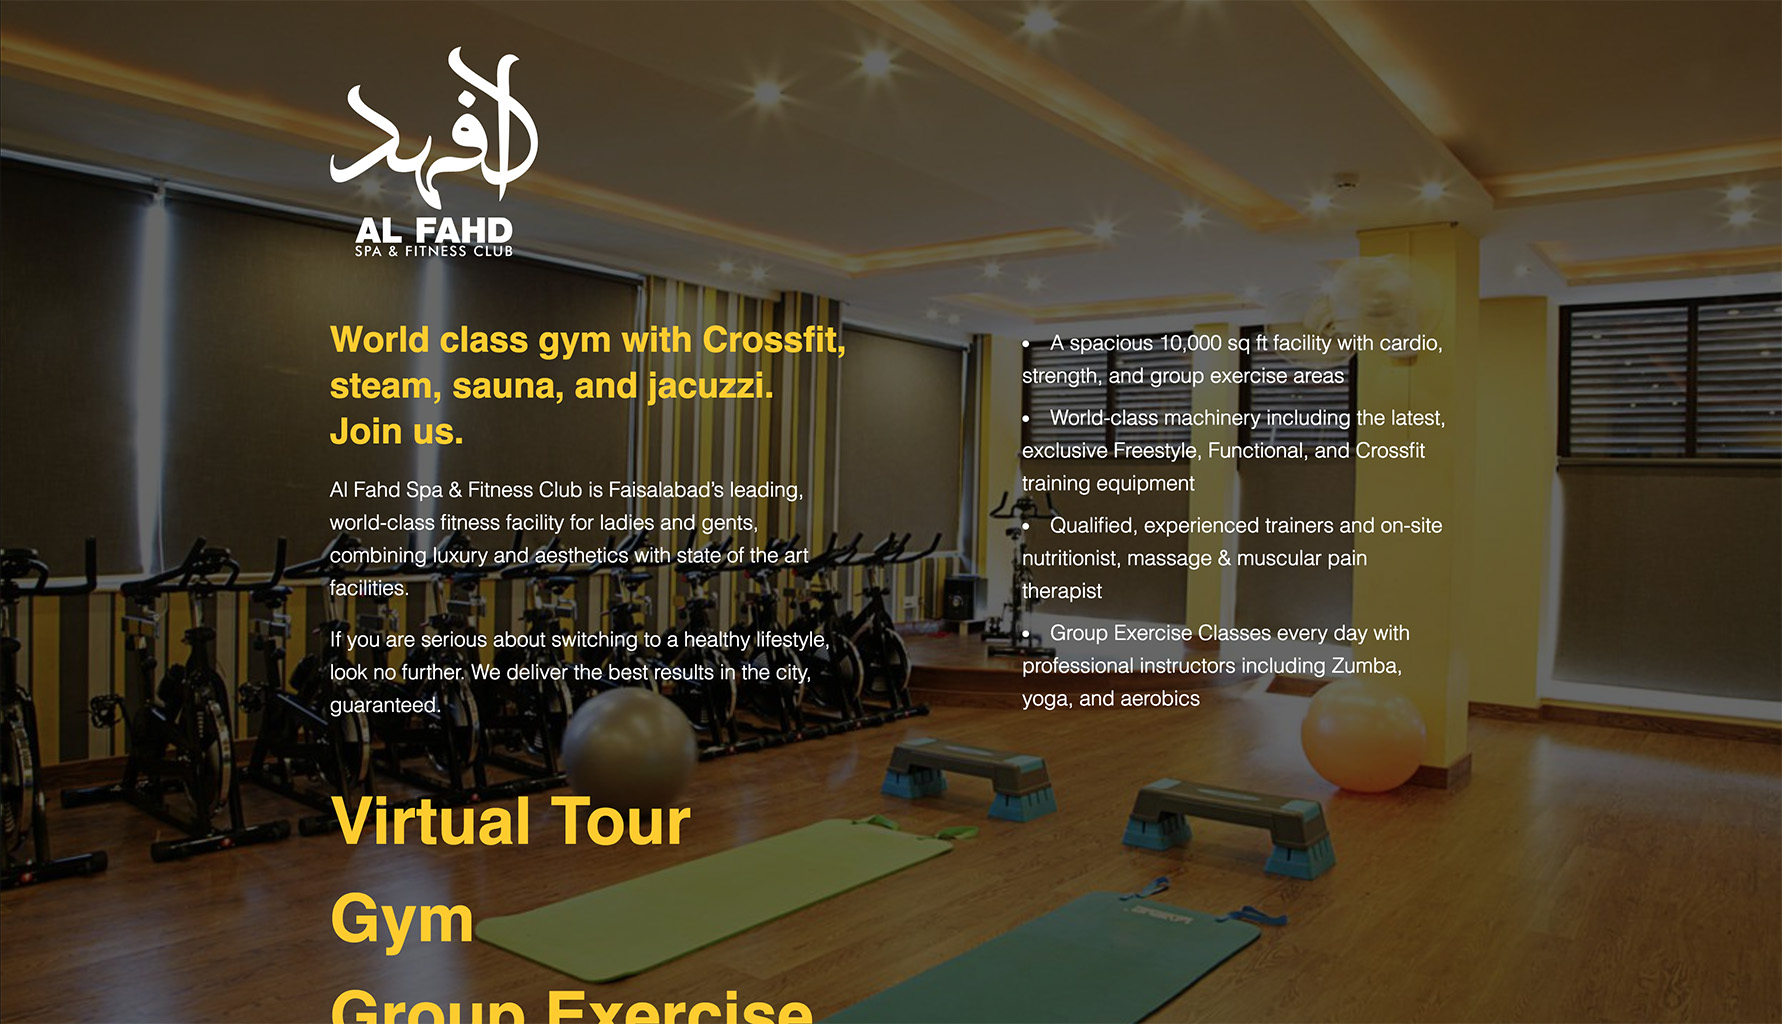 الفهد
AL FAHD
SPA & FITNESS CLUB
World class gym with Crossfit,
steam, sauna, and jacuzzi.
Join us.
Al Fahd Spa & Fitness Club is Faisalabad’s leading,
world-class fitness facility for ladies and gents,
combining luxury and aesthetics with state of the art
facilities.
If you are serious about switching to a healthy lifestyle,
look no further. We deliver the best results in the city,
guaranteed.
• A spacious 10,000 sq ft facility with cardio,
strength, and group exercise areas
• World-class machinery including the latest,
exclusive Freestyle, Functional, and Crossfit
training equipment
• Qualified, experienced trainers and on-site
nutritionist, massage & muscular pain
therapist
• Group Exercise Classes every day with
professional instructors including Zumba,
yoga, and aerobics
Virtual Tour
Gym
Group Exercise